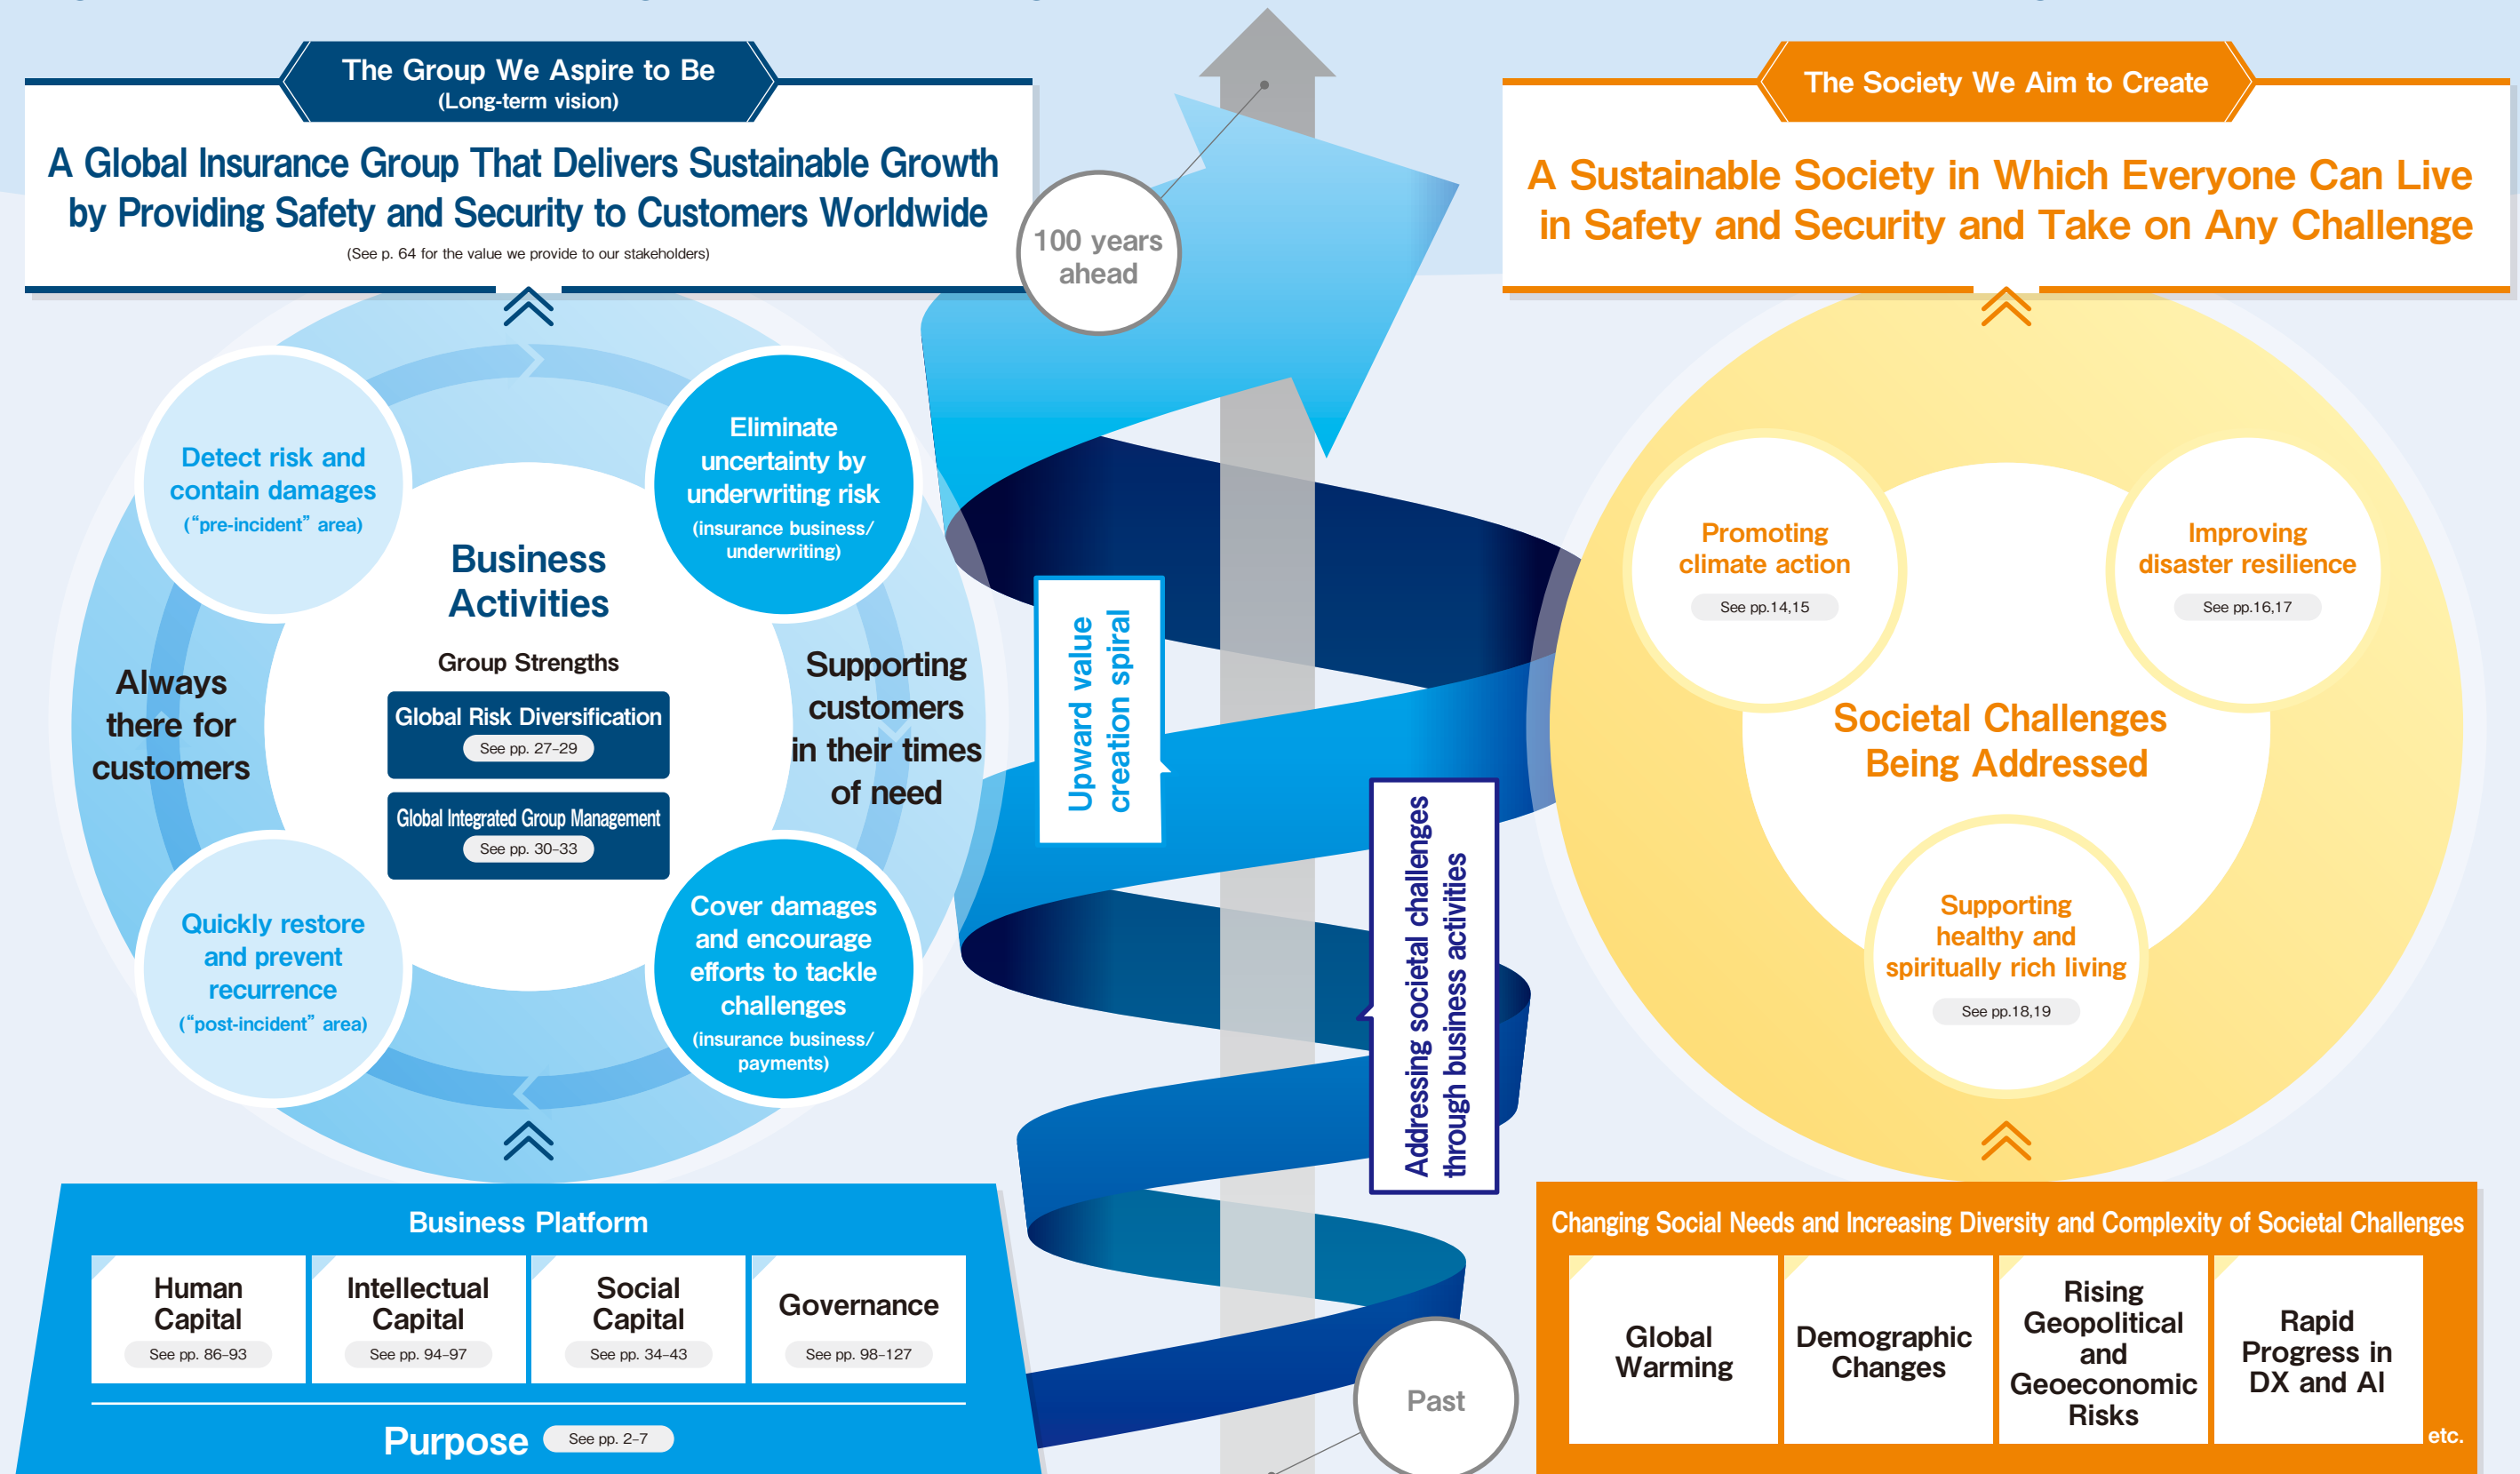 The Group We Aspire to Be
(Long-term vision)
A Global Insurance Group That Delivers Sustainable Growth
by Providing Safety and Security to Customers Worldwide
(See p. 64 for the value we provide to our stakeholders)
Detect risk and
contain damages
(“pre-incident” area)
Eliminate
uncertainty by
underwriting risk
(insurance business/
underwriting)
Business
Activities
Group Strengths
Global Risk Diversification
See pp. 27–29
Global Integrated Group Management
See pp. 30–33
Always
there for
customers
Supporting
customers
in their times
of need
Quickly restore
and prevent
recurrence
(“post-incident” area)
Cover damages
and encourage
efforts to tackle
challenges
(insurance business/
payments)
Business Platform
Human
Capital
See pp. 86–93
Intellectual
Capital
See pp. 94–97
Social
Capital
See pp. 34–43
Governance
See pp. 98–127
Purpose
See pp. 2–7
100 years
ahead
Upward value
creation spiral
Addressing societal challenges
through business activities
Past
The Society We Aim to Create
A Sustainable Society in Which Everyone Can Live
in Safety and Security and Take on Any Challenge
Promoting
climate action
See pp.14,15
Improving
disaster resilience
See pp.16,17
Societal Challenges
Being Addressed
Supporting
healthy and
spiritually rich living
See pp.18,19
Changing Social Needs and Increasing Diversity and Complexity of Societal Challenges
Global
Warming
Demographic
Changes
Rising
Geopolitical
and
Geoeconomic
Risks
Rapid
Progress in
DX and AI
etc.